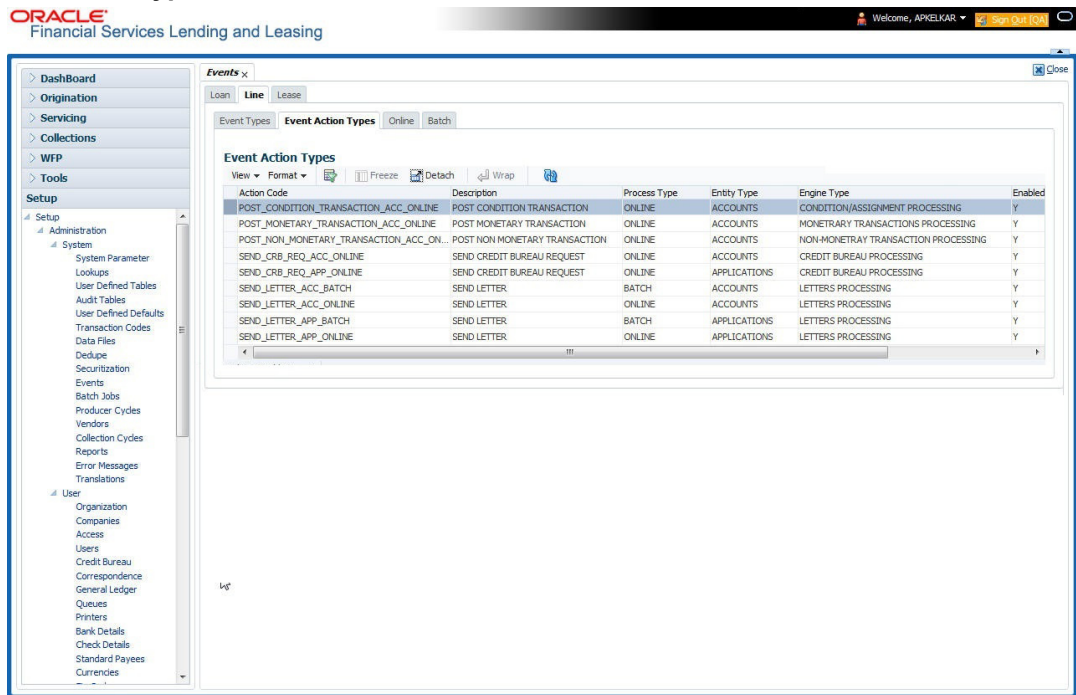 ORACLE
Financial Services Lending and Leasing
Welcome, APKELKAR
Sign Out [QA]
DashBoard
Origination
Servicing
Collections
WFP
Tools
Setup
Setup
Administration
System
System Parameter
Lookups
User Defined Tables
Audit Tables
User Defined Defaults
Transaction Codes
Data Files
Dedupe
Securitization
Events
Batch Jobs
Producer Cycles
Vendors
Collection Cycles
Reports
Error Messages
Translations
User
Organization
Companies
Access
Users
Credit Bureau
Correspondence
General Ledger
Queues
Printers
Bank Details
Check Details
Standard Payees
Currencies
Events
Close
Loan Line Lease
Event Types Event Action Types Online Batch
Event Action Types
View Format Freeze Detach Wrap
Action Code Description Process Type Entity Type Engine Type Enabled
POST_CONDITION_TRANSACTION_ACC_ONLINE POST CONDITION TRANSACTION ONLINE ACCOUNTS CONDITION/ASSIGNMENT PROCESSING Y
POST_MONETARY_TRANSACTION_ACC_ONLINE POST MONETARY TRANSACTION ONLINE ACCOUNTS MONETRARY TRANSACTIONS PROCESSING Y
POST_NON_MONETARY_TRANSACTION_ACC_ON... POST NON MONETARY TRANSACTION ONLINE ACCOUNTS NON-MONETRAY TRANSACTION PROCESSING Y
SEND_CRB_REQ_ACC_ONLINE SEND CREDIT BUREAU REQUEST ONLINE ACCOUNTS CREDIT BUREAU PROCESSING Y
SEND_CRB_REQ_APP_ONLINE SEND CREDIT BUREAU REQUEST ONLINE APPLICATIONS CREDIT BUREAU PROCESSING Y
SEND_LETTER_ACC_BATCH SEND LETTER BATCH ACCOUNTS LETTERS PROCESSING Y
SEND_LETTER_ACC_ONLINE SEND LETTER ONLINE ACCOUNTS LETTERS PROCESSING Y
SEND_LETTER_APP_BATCH SEND LETTER BATCH APPLICATIONS LETTERS PROCESSING Y
SEND_LETTER_APP_ONLINE SEND LETTER ONLINE APPLICATIONS LETTERS PROCESSING Y